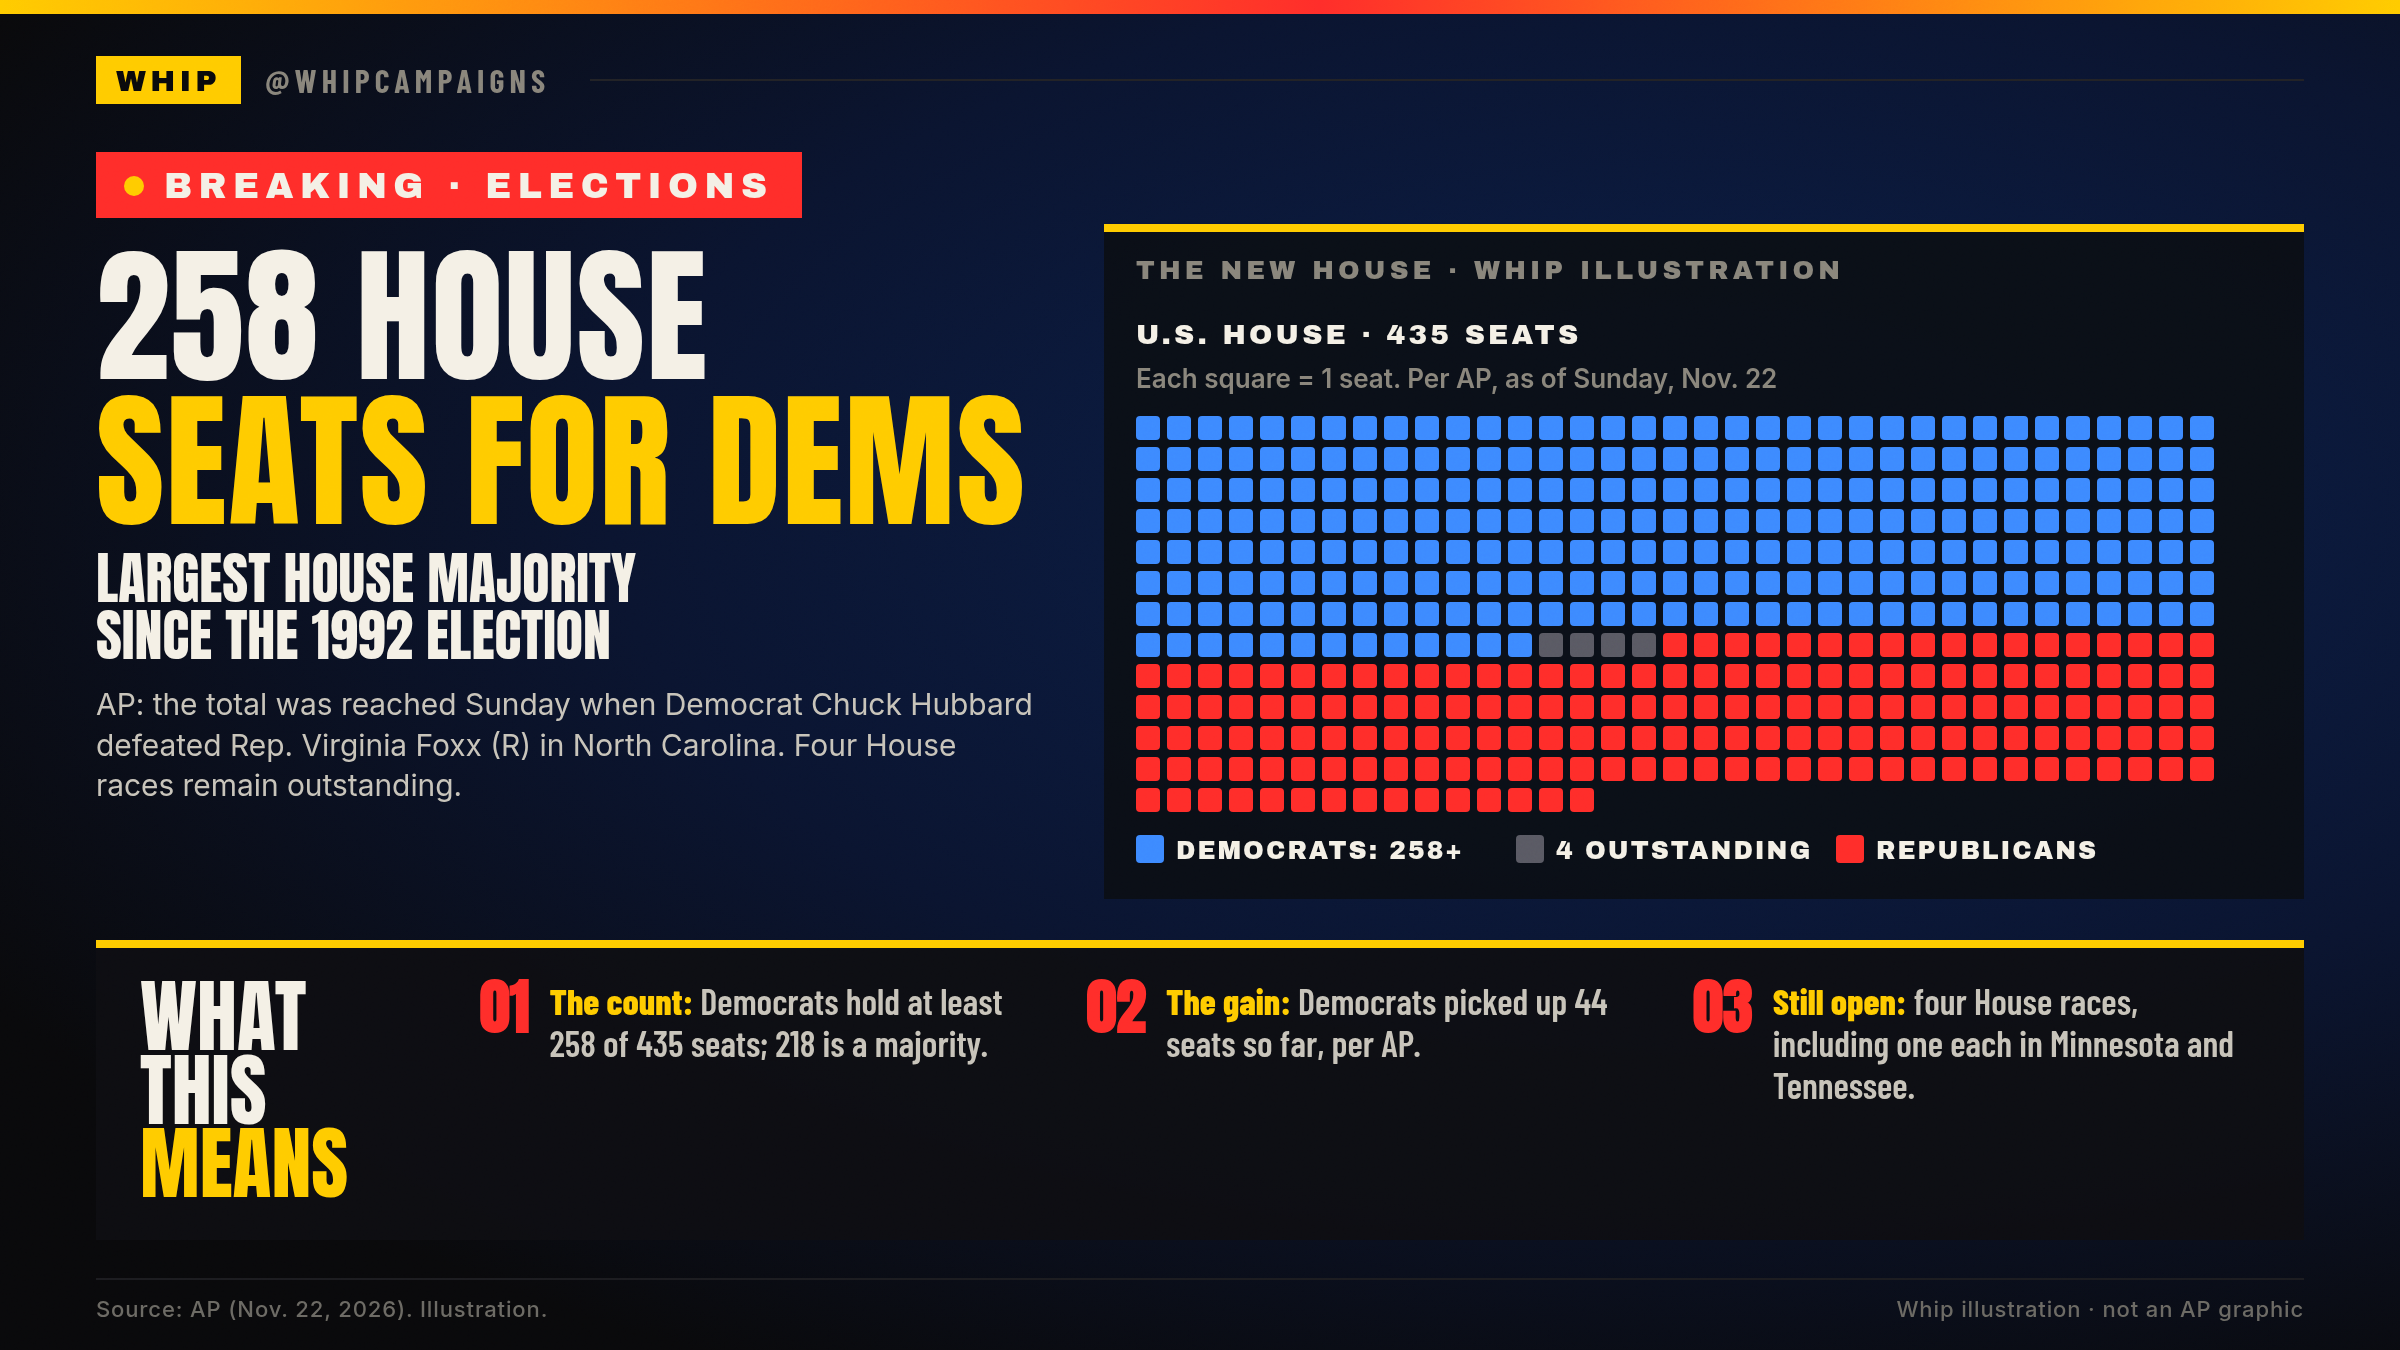 WHIP @WHIPCAMPAIGNS
BREAKING · ELECTIONS
258 HOUSE
SEATS FOR DEMS
LARGEST HOUSE MAJORITY
SINCE THE 1992 ELECTION
AP: the total was reached Sunday when Democrat Chuck Hubbard
defeated Rep. Virginia Foxx (R) in North Carolina. Four House
races remain outstanding.
THE NEW HOUSE · WHIP ILLUSTRATION
U.S. HOUSE · 435 SEATS
Each square = 1 seat. Per AP, as of Sunday, Nov. 22
DEMOCRATS: 258+ 4 OUTSTANDING REPUBLICANS
WHAT
THIS
MEANS
01 The count: Democrats hold at least
258 of 435 seats; 218 is a majority.
02 The gain: Democrats picked up 44
seats so far, per AP.
03 Still open: four House races,
including one each in Minnesota and
Tennessee.
Source: AP (Nov. 22, 2026). Illustration.
Whip illustration · not an AP graphic